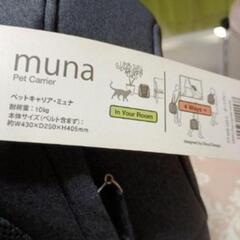 muna
Pet Carrier
ペットキャリア・ミュナ
耐荷重：10kg
本体サイズ(ベルト含まず)：
約W430×D250×H405mm
In Your Room
4 Ways